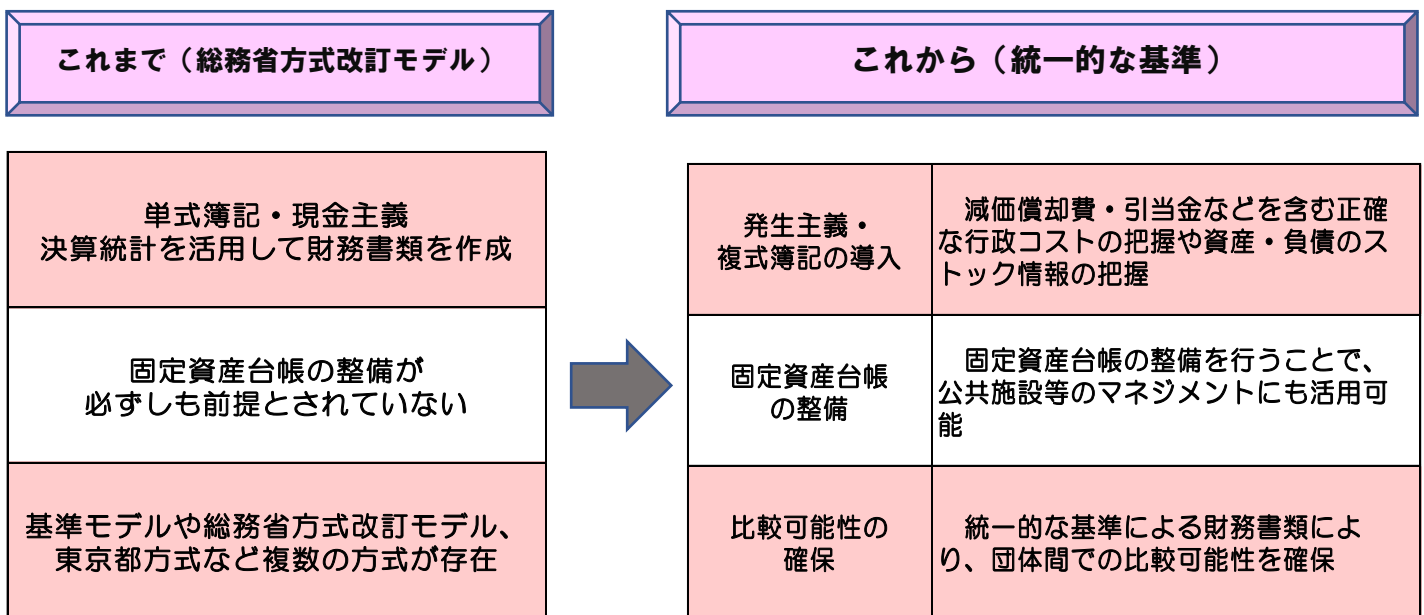 これまで（総務省方式改訂モデル）
これから（統一的な基準）
単式簿記・現金主義
決算統計を活用して財務書類を作成
固定資産台帳の整備が
必ずしも前提とされていない
基準モデルや総務省方式改訂モデル、
東京都方式など複数の方式が存在
発生主義・
複式簿記の導入
減価償却費・引当金などを含む正確
な行政コストの把握や資産・負債のス
トック情報の把握
固定資産台帳
の整備
固定資産台帳の整備を行うことで、
公共施設等のマネジメントにも活用可
能
比較可能性の
確保
統一的な基準による財務書類によ
り、団体間での比較可能性を確保